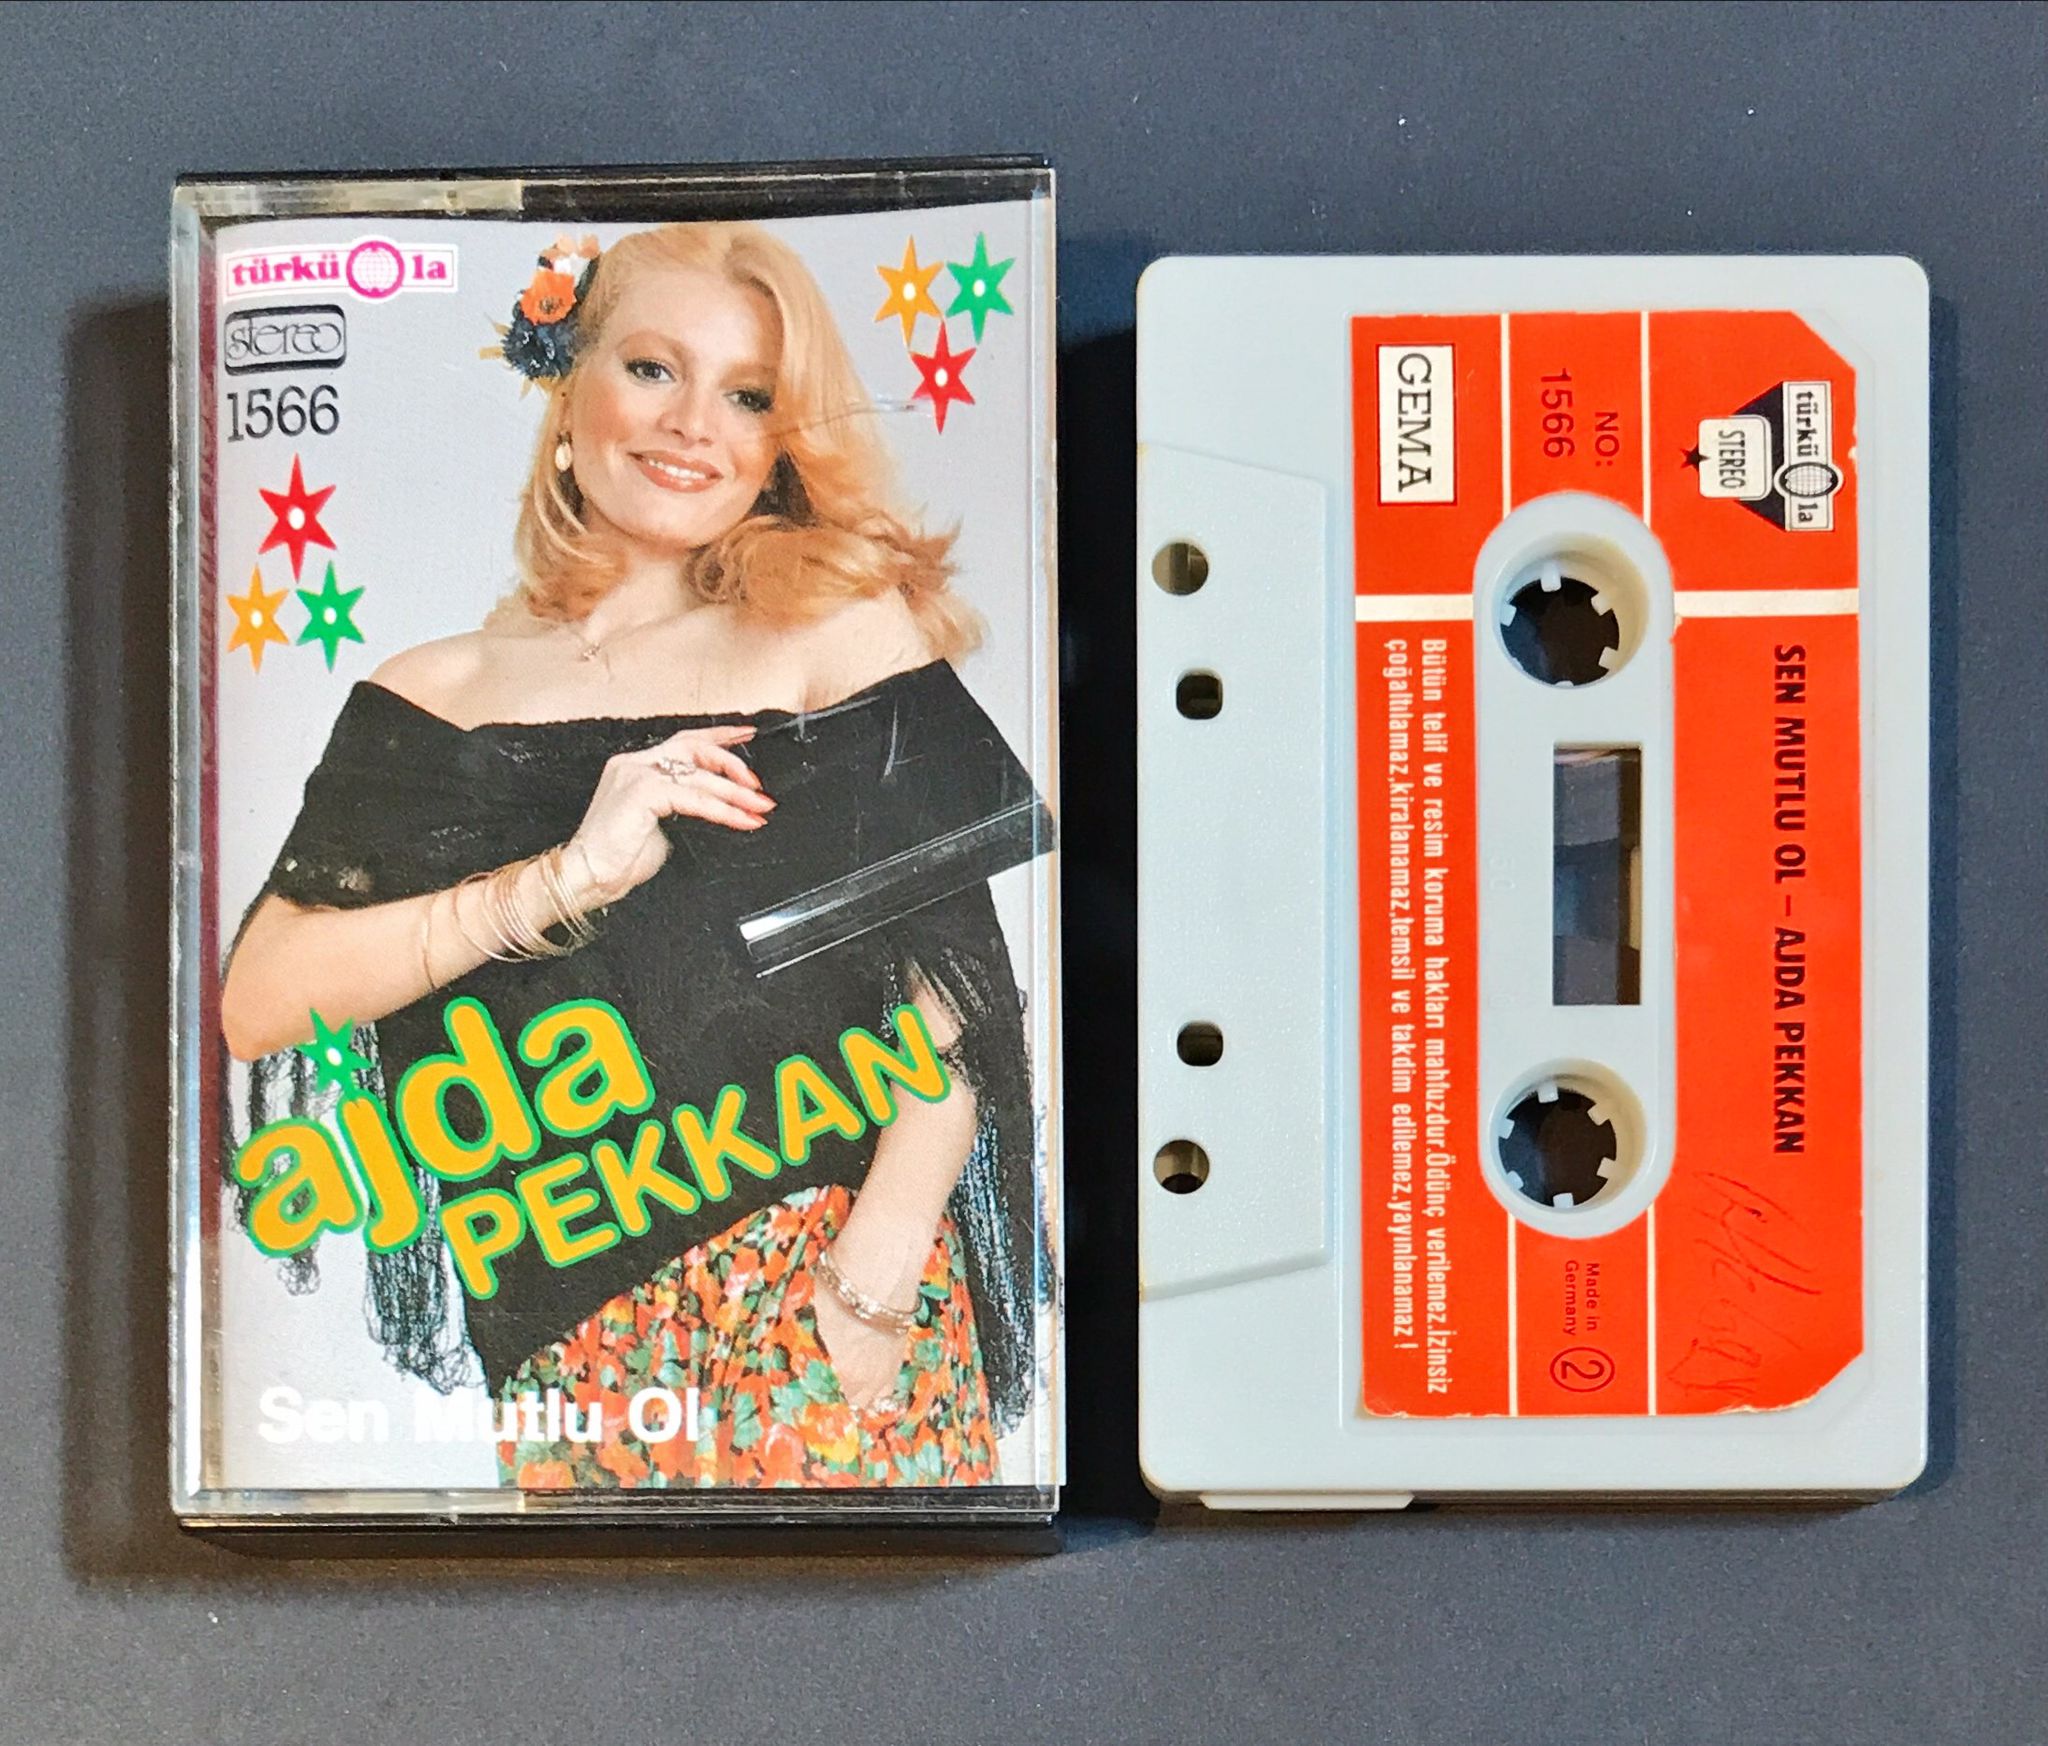 türkü la
stereo
1566
ajda
PEKKAN
Sen Mutlu Ol
türkü la
STEREO
NO:
1566
GEMA
SEN MUTLU OL – AJDA PEKKAN
Made in
Germany 2
Bütün telif ve resim koruma hakları mahfuzdur.Ödünç verilemez.İzinsiz
çoğaltılamaz,kiralanamaz,temsil ve takdim edilemez,yayınlanamaz!